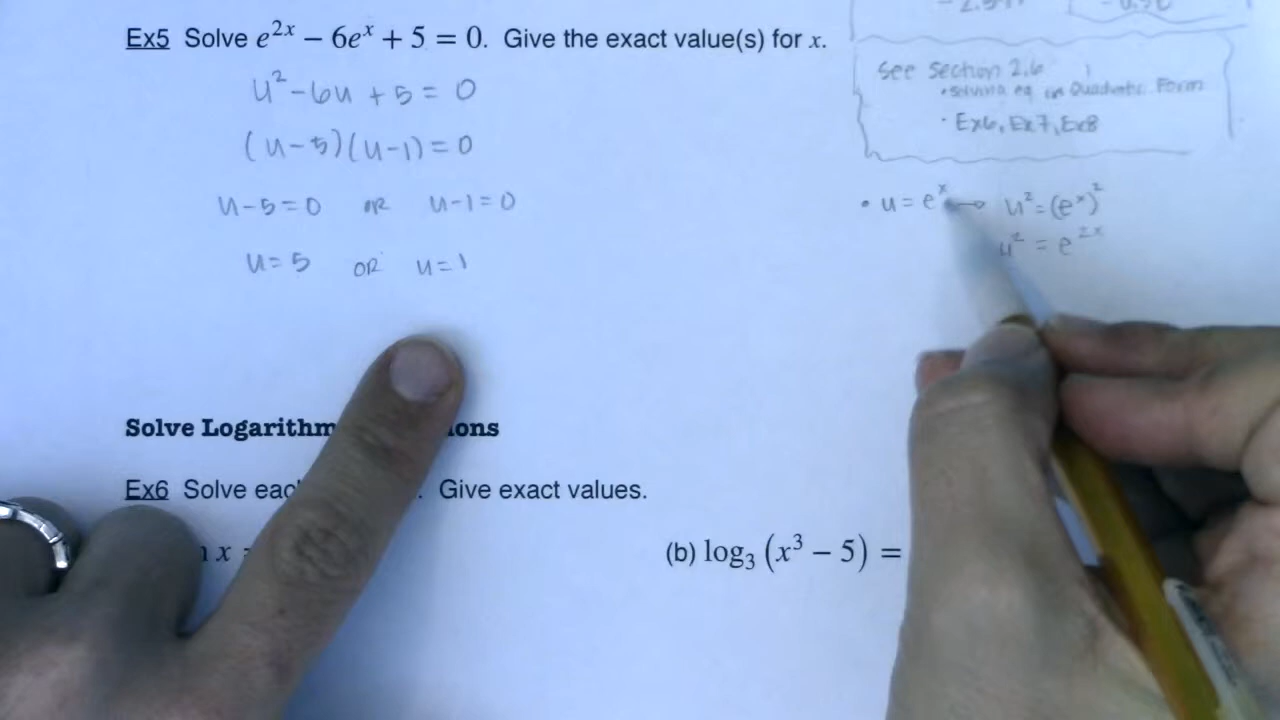 Ex5 Solve e^{2x} − 6e^x + 5 = 0. Give the exact value(s) for x.
u² - 6u + 5 = 0
(u-5)(u-1) = 0
u-5=0 OR u-1=0
u=5 OR u=1
See Section 2.6
• solving eq in Quadratic Form
• Ex6, Ex7, Ex8
• u = e^x → u² = (e^x)²
u² = e^{2x}
Solve Logarithm ions
Ex6 Solve eac . Give exact values.
x =
(b) log₃ (x³ − 5) =